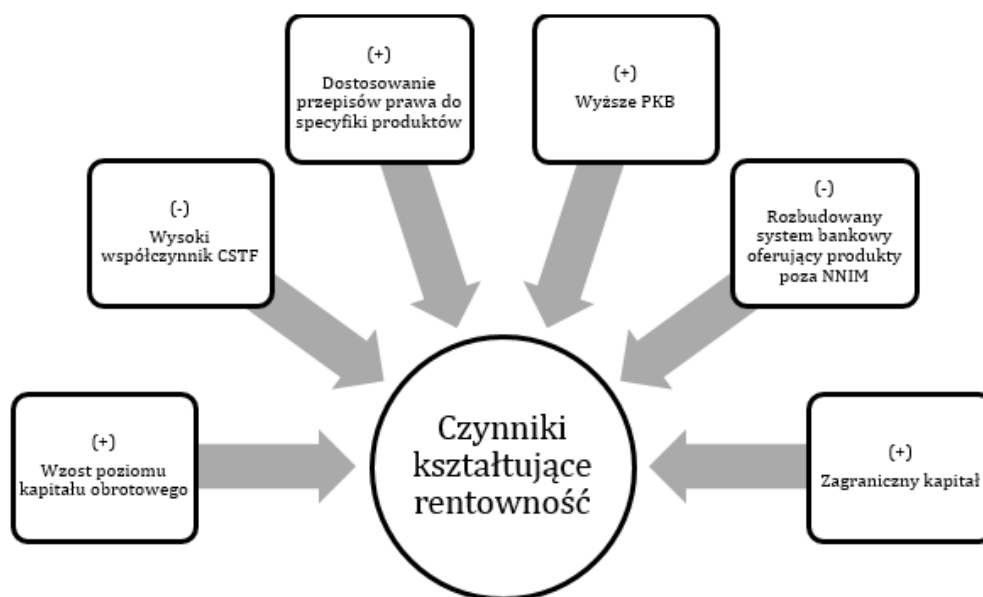 (+)
Dostosowanie
przepisów prawa do
specyfiki produktów
(+)
Wyższe PKB
(-)
Wysoki
współczynnik CSTF
(-)
Rozbudowany
system bankowy
oferujący produkty
poza NNIM
(+)
Wzost poziomu
kapitału obrotowego
Czynniki
kształtujące
rentowność
(+)
Zagraniczny kapitał